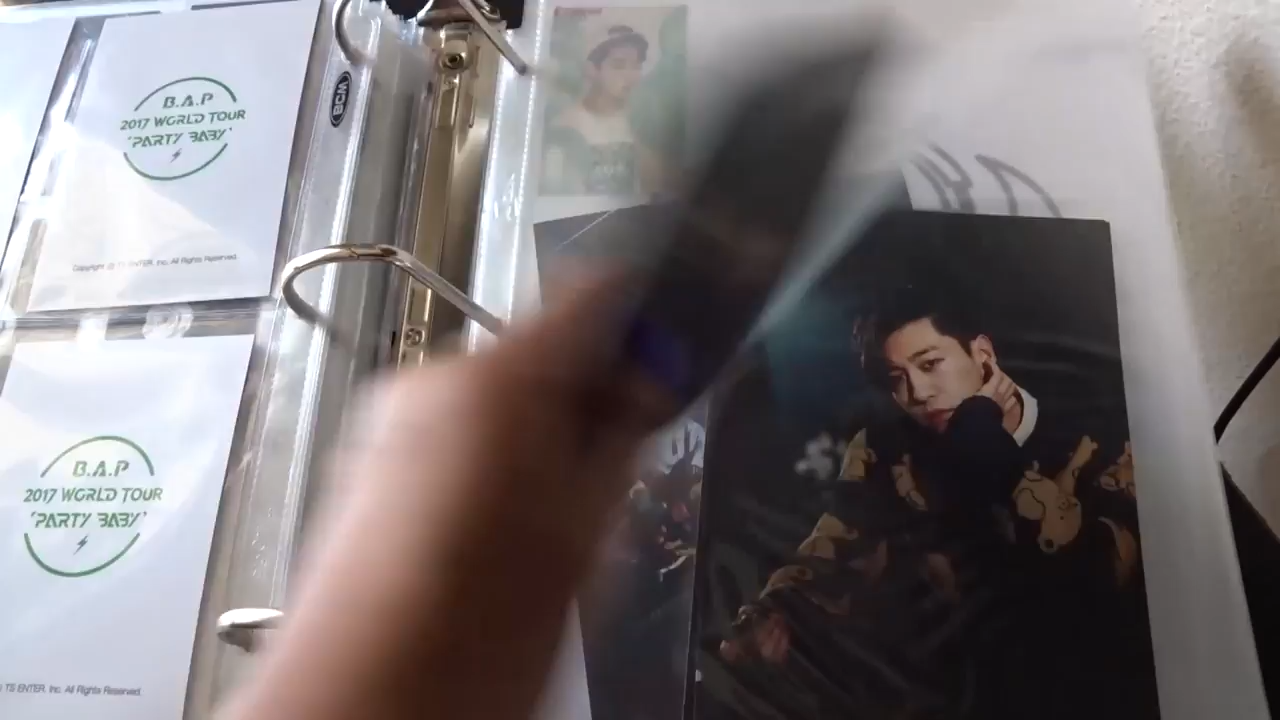 B.A.P
2017 WORLD TOUR
'PARTY BABY'
Copyright @ TS ENTER. Inc. All Rights Reserved.
BCM
B.A.P
2017 WORLD TOUR
'PARTY BABY'
TS ENTER. Inc. All Rights Reserved.